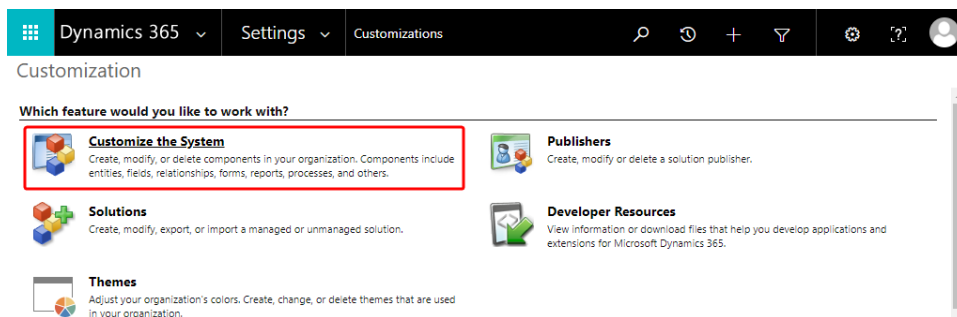 Dynamics 365 Settings Customizations [?]
Customization
Which feature would you like to work with?
Customize the System
Create, modify, or delete components in your organization. Components include
entities, fields, relationships, forms, reports, processes, and others.
Publishers
Create, modify or delete a solution publisher.
Solutions
Create, modify, export, or import a managed or unmanaged solution.
Developer Resources
View information or download files that help you develop applications and
extensions for Microsoft Dynamics 365.
Themes
Adjust your organization's colors. Create, change, or delete themes that are used
in your organization.